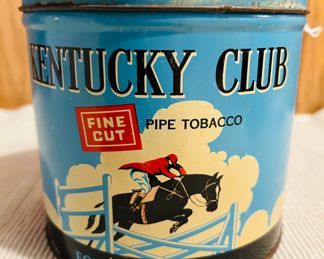 KENTUCKY CLUB
FINE
CUT
PIPE TOBACCO